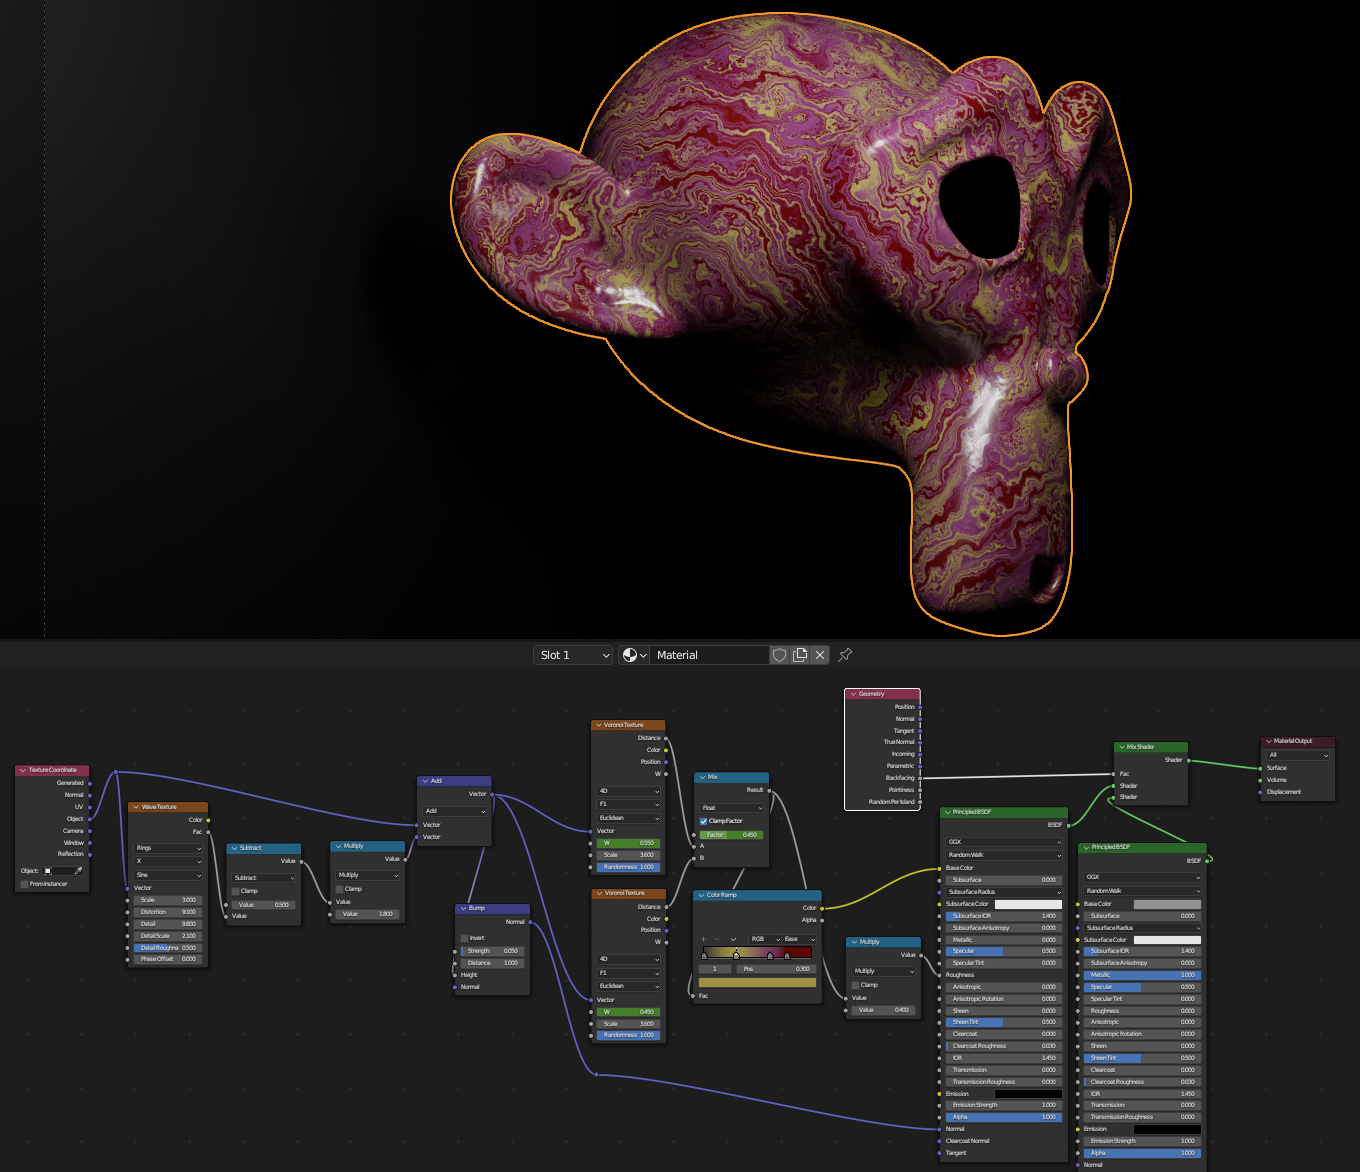 Slot 1
Material
Geometry
Position
Normal
Tangent
True Normal
Incoming
Parametric
Backfacing
Pointiness
Random Per Island
Texture Coordinate
Generated
Normal
UV
Object
Camera
Window
Reflection
Object:
From Instancer
Wave Texture
Color
Fac
Rings
X
Sine
Vector
Scale 3.000
Distortion 9.100
Detail 9.800
Detail Scale 2.100
Detail Roughne 0.500
Phase Offset 0.000
Subtract
Value
Subtract
Clamp
Value 0.500
Value
Multiply
Value
Multiply
Clamp
Value
Value 1.800
Add
Vector
Add
Vector
Vector
Bump
Normal
Invert
Strength 0.050
Distance 1.000
Height
Normal
Voronoi Texture
Distance
Color
Position
W
4D
F1
Euclidean
Vector
W 0.550
Scale 3.600
Randomness 1.000
Voronoi Texture
Distance
Color
Position
W
4D
F1
Euclidean
Vector
W 0.450
Scale 3.600
Randomness 1.000
Mix
Result
Float
Clamp Factor
Factor 0.450
A
B
Color Ramp
Color
Alpha
RGB Ease
1 Pos 0.300
Fac
Multiply
Value
Multiply
Clamp
Value
Value 0.400
Principled BSDF
BSDF
GGX
Random Walk
Base Color
Subsurface 0.000
Subsurface Radius
Subsurface Color
Subsurface IOR 1.400
Subsurface Anisotropy 0.000
Metallic 0.000
Specular 0.500
Specular Tint 0.000
Roughness
Anisotropic 0.000
Anisotropic Rotation 0.000
Sheen 0.000
Sheen Tint 0.500
Clearcoat 0.000
Clearcoat Roughness 0.030
IOR 1.450
Transmission 0.000
Transmission Roughness 0.000
Emission
Emission Strength 1.000
Alpha 1.000
Normal
Clearcoat Normal
Tangent
Mix Shader
Shader
Fac
Shader
Shader
Principled BSDF
BSDF
GGX
Random Walk
Base Color
Subsurface 0.000
Subsurface Radius
Subsurface Color
Subsurface IOR 1.400
Subsurface Anisotropy 0.000
Metallic 1.000
Specular 0.500
Specular Tint 0.000
Roughness 0.000
Anisotropic 0.000
Anisotropic Rotation 0.000
Sheen 0.000
Sheen Tint 0.500
Clearcoat 0.000
Clearcoat Roughness 0.030
IOR 1.450
Transmission 0.000
Transmission Roughness 0.000
Emission
Emission Strength 1.000
Alpha 1.000
Normal
Material Output
All
Surface
Volume
Displacement